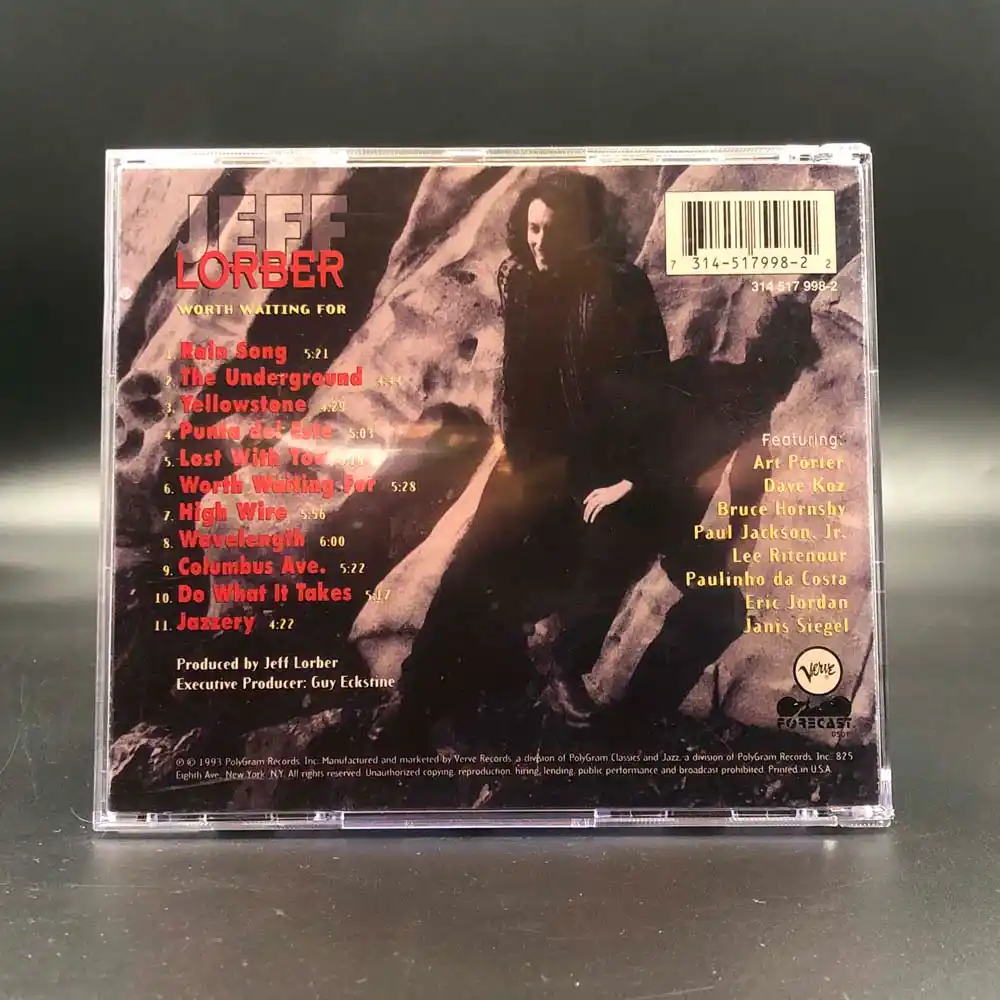 JEFF
LORBER
WORTH WAITING FOR
1. Rain Song 5:21
2. The Underground 4:44
3. Yellowstone 4:29
4. Punta del Este 5:03
5. Lost With You
6. Worth Waiting For 5:28
7. High Wire 5:56
8. Wavelength 6:00
9. Columbus Ave. 5:22
10. Do What It Takes 5:17
11. Jazzery 4:22
Produced by Jeff Lorber
Executive Producer: Guy Eckstine
7 314-517998-2 2
314 517 998-2
Featuring:
Art Porter
Dave Koz
Bruce Hornsby
Paul Jackson, Jr.
Lee Ritenour
Paulinho da Costa
Eric Jordan
Janis Siegel
VERVE
FORECAST
℗ © 1993 PolyGram Records, Inc. Manufactured and marketed by Verve Records, a division of PolyGram Classics and Jazz, a division of PolyGram Records, Inc. 825
Eighth Ave., New York, N.Y. All rights reserved. Unauthorized copying, reproduction, hiring, lending, public performance and broadcast prohibited. Printed in U.S.A.